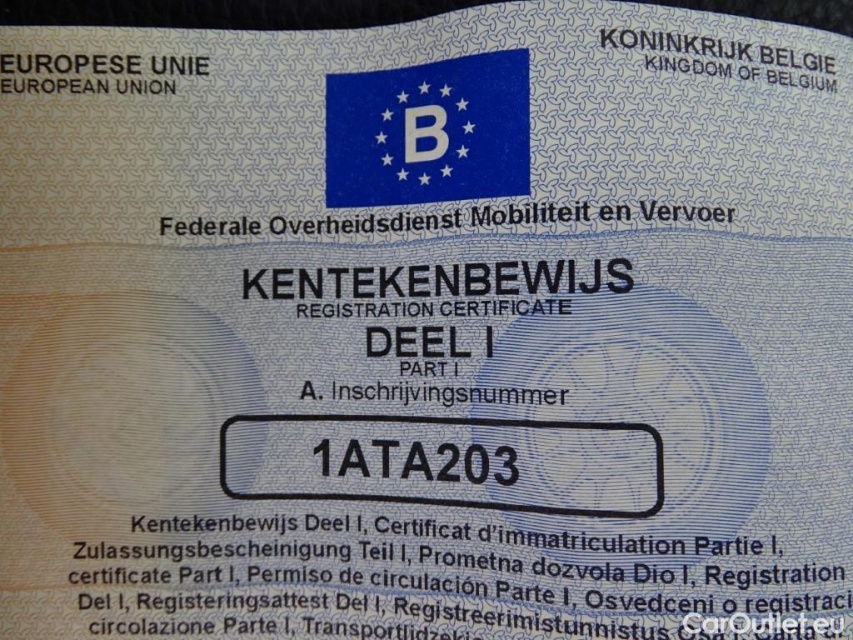 EUROPESE UNIE
EUROPEAN UNION
KONINKRIJK BELGIE
KINGDOM OF BELGIUM
B
Federale Overheidsdienst Mobiliteit en Vervoer
KENTEKENBEWIJS
REGISTRATION CERTIFICATE
DEEL I
PART I
A. Inschrijvingsnummer
1ATA203
Kentekenbewijs Deel I, Certificat d'immatriculation Partie I,
Zulassungsbescheinigung Teil I, Prometna dozvola Dio I, Registration
certificate Part I, Permiso de circulación Parte I, Osvedceni o registraci
Del I, Registeringsattest Del I, Registreerimistunnistus
circolazione Parte I,
CarOutlet.eu